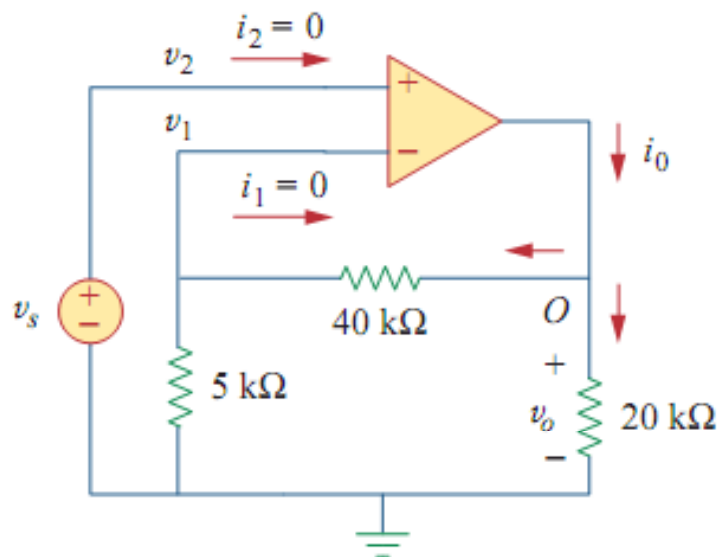 i₂ = 0
v₂
+
v₁
−
i₀
i₁ = 0
+
−
vₛ
40 kΩ
O
5 kΩ
+
vₒ
−
20 kΩ